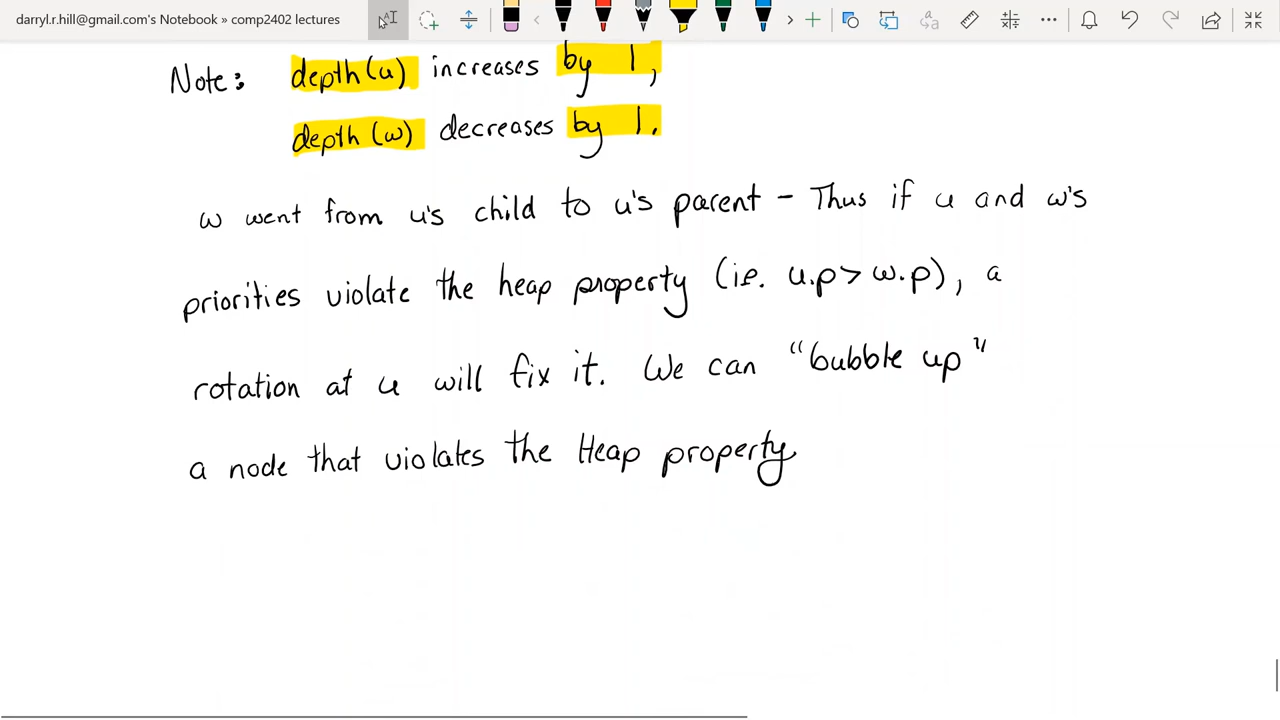 darryl.r.hill@gmail.com's Notebook » comp2402 lectures
Note: depth(u) increases by 1,
depth(w) decreases by 1.
w went from u's child to u's parent - Thus if u and w's
priorities violate the heap property (i.e. u.p > w.p), a
rotation at u will fix it. We can "bubble up"
a node that violates the Heap property